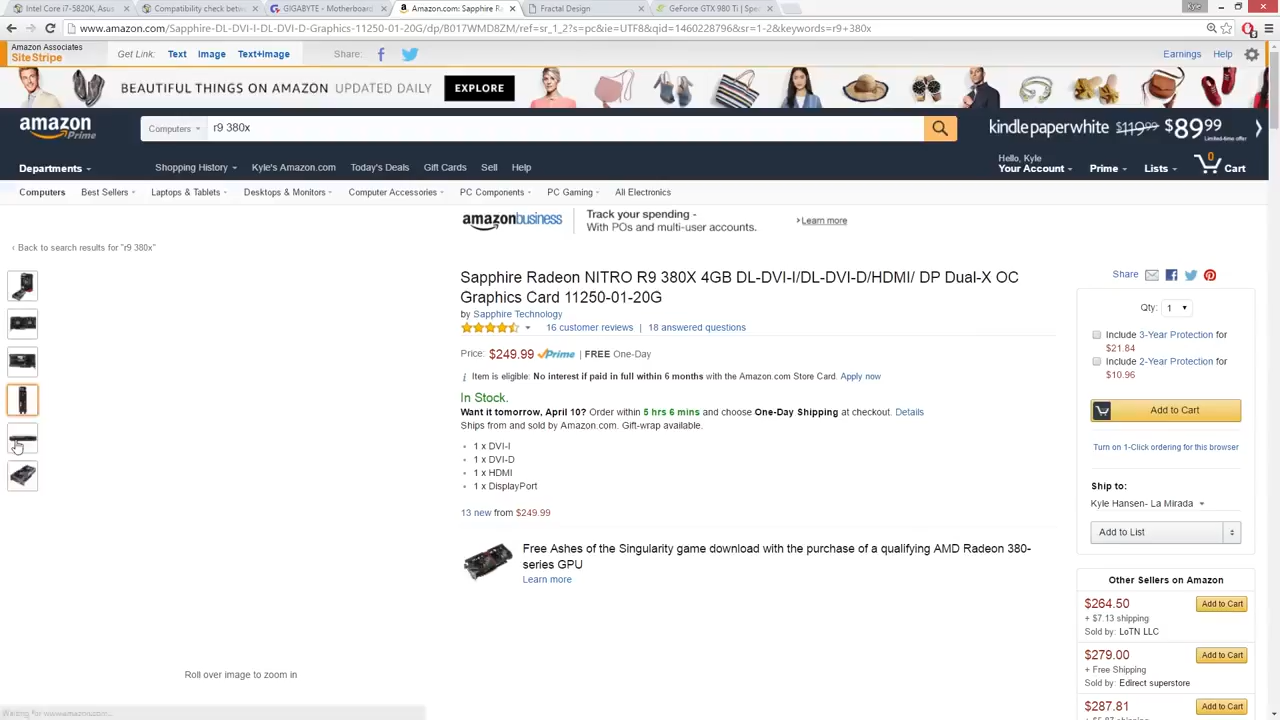 Intel Core i7-5820K, Asus
Compatibility check betwe
GIGABYTE - Motherboard
Amazon.com: Sapphire Ra
Fractal Design
GeForce GTX 980 Ti | Spec
Kyle
www.amazon.com/Sapphire-DL-DVI-I-DL-DVI-D-Graphics-11250-01-20G/dp/B017WMD8ZM/ref=sr_1_2?s=pc&ie=UTF8&qid=1460228796&sr=1-2&keywords=r9+380x
Amazon Associates
SiteStripe
Get Link: Text Image Text+Image
Share:
Earnings Help
BEAUTIFUL THINGS ON AMAZON UPDATED DAILY EXPLORE
amazon Prime
Computers
r9 380x
kindle paperwhite $119.99 $89.99
Limited-time offer
Departments
Shopping History Kyle's Amazon.com Today's Deals Gift Cards Sell Help
Hello, Kyle
Your Account Prime Lists 0 Cart
Computers Best Sellers Laptops & Tablets Desktops & Monitors Computer Accessories PC Components PC Gaming All Electronics
amazonbusiness
Track your spending -
With POs and multi-user accounts.
› Learn more
‹ Back to search results for "r9 380x"
Sapphire Radeon NITRO R9 380X 4GB DL-DVI-I/DL-DVI-D/HDMI/ DP Dual-X OC
Graphics Card 11250-01-20G
by Sapphire Technology
16 customer reviews | 18 answered questions
Price: $249.99 Prime | FREE One-Day
Item is eligible: No interest if paid in full within 6 months with the Amazon.com Store Card. Apply now
In Stock.
Want it tomorrow, April 10? Order within 5 hrs 6 mins and choose One-Day Shipping at checkout. Details
Ships from and sold by Amazon.com. Gift-wrap available.
1 x DVI-I
1 x DVI-D
1 x HDMI
1 x DisplayPort
13 new from $249.99
Free Ashes of the Singularity game download with the purchase of a qualifying AMD Radeon 380-
series GPU
Learn more
Roll over image to zoom in
Share
Qty: 1
Include 3-Year Protection for
$21.84
Include 2-Year Protection for
$10.96
Add to Cart
Turn on 1-Click ordering for this browser
Ship to:
Kyle Hansen- La Mirada
Add to List
Other Sellers on Amazon
$264.50 Add to Cart
+ $7.13 shipping
Sold by: LoTN LLC
$279.00 Add to Cart
+ Free Shipping
Sold by: Edirect superstore
$287.81 Add to Cart
+ $5.87 shipping
Waiting for www.amazon.com...